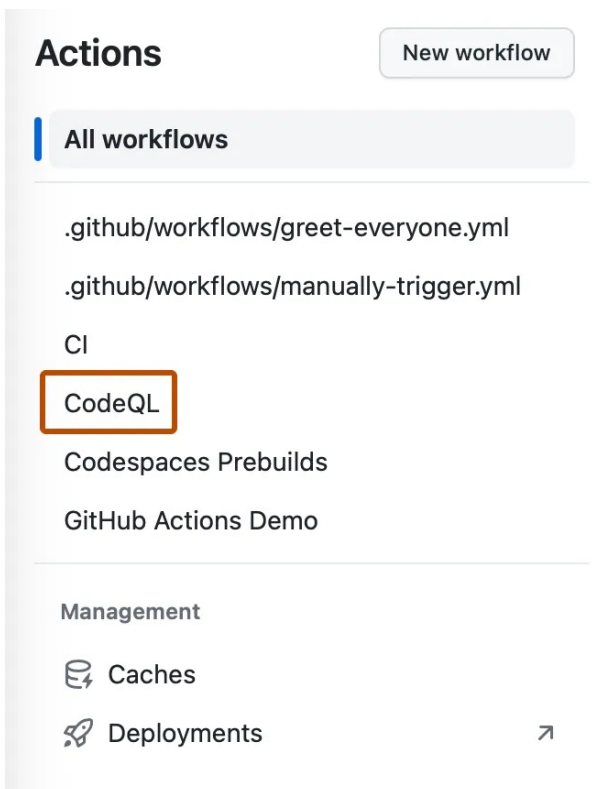 Actions
New workflow
All workflows
.github/workflows/greet-everyone.yml
.github/workflows/manually-trigger.yml
CI
CodeQL
Codespaces Prebuilds
GitHub Actions Demo
Management
Caches
Deployments